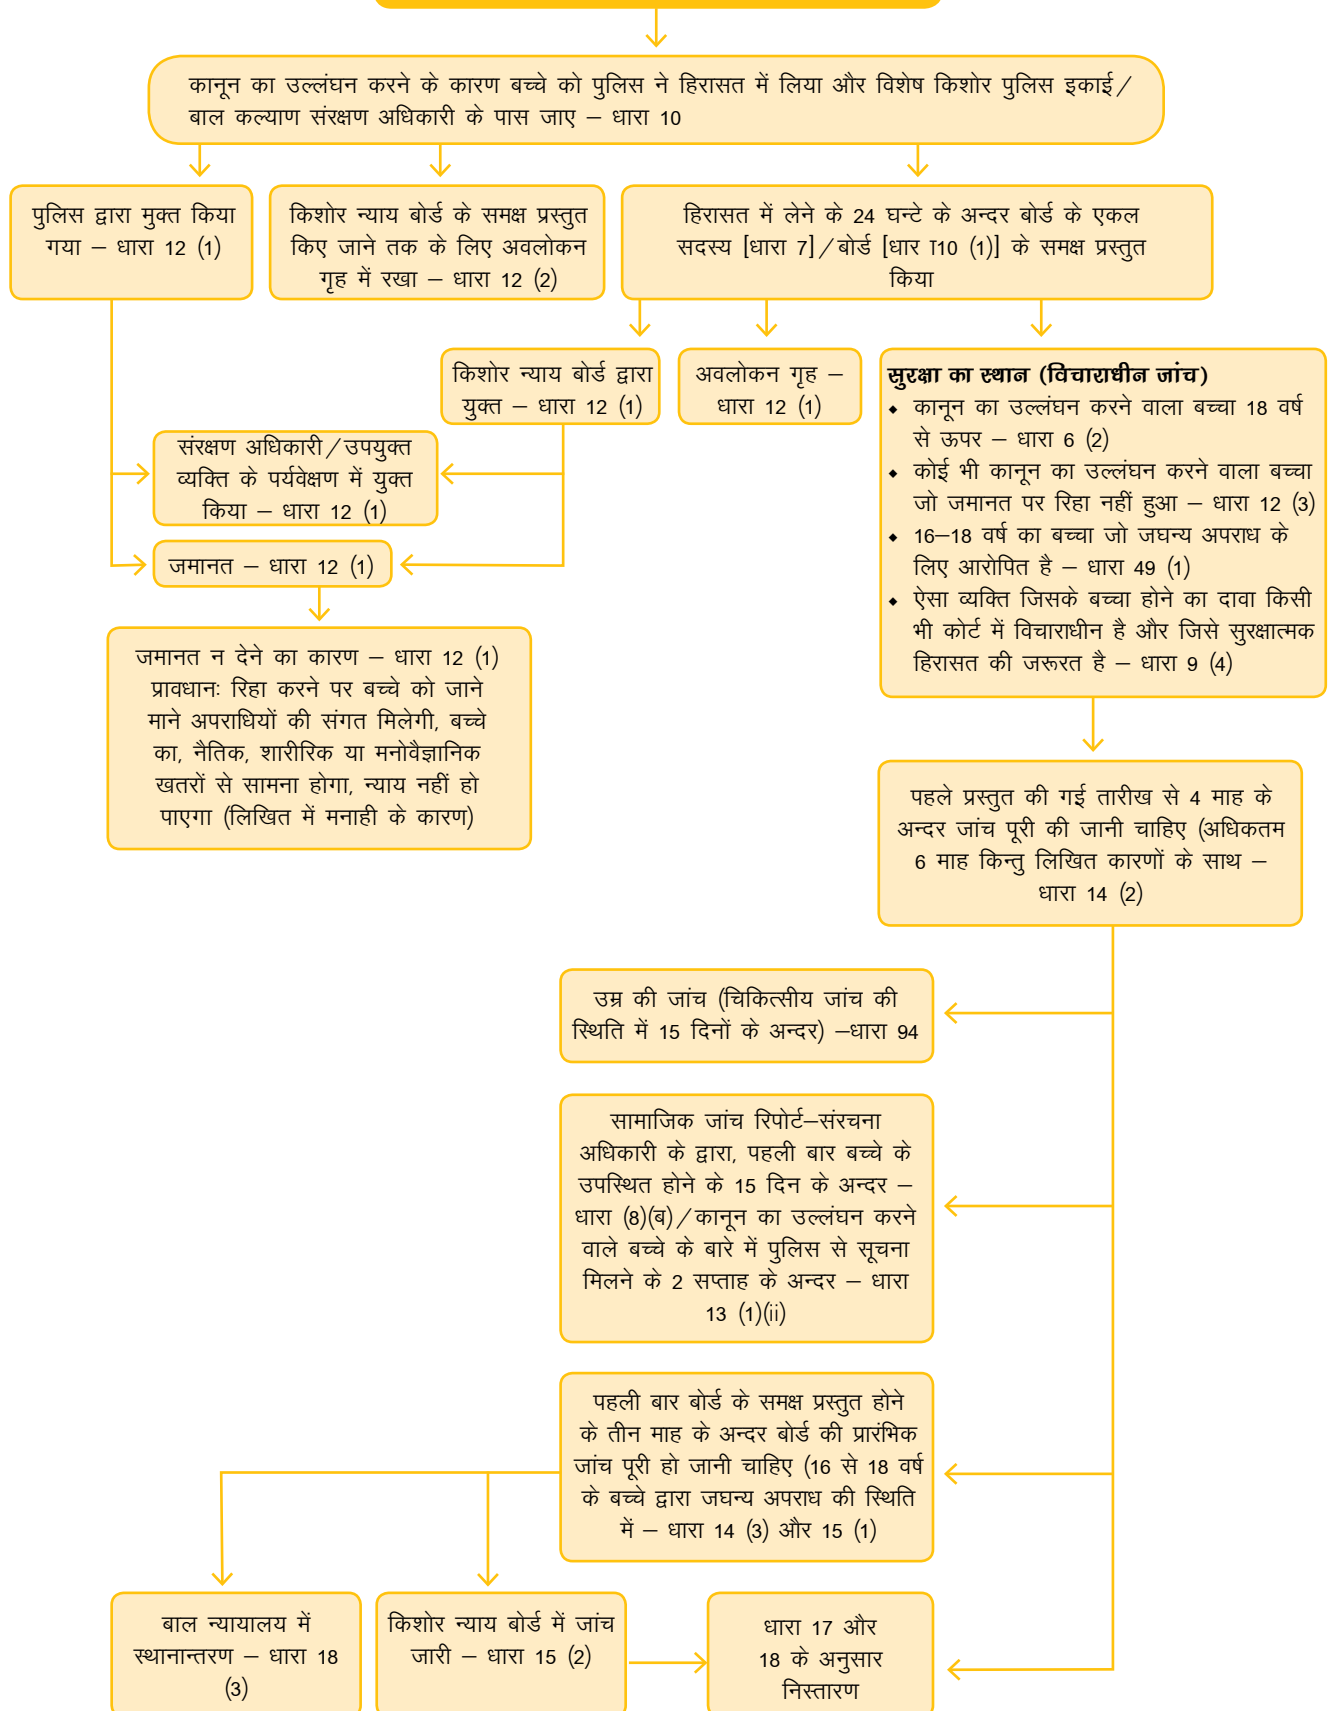 कानून का उल्लंघन करने के कारण बच्चे को पुलिस ने हिरासत में लिया और विशेष किशोर पुलिस इकाई/
बाल कल्याण संरक्षण अधिकारी के पास जाए – धारा 10
पुलिस द्वारा मुक्त किया
गया – धारा 12 (1)
किशोर न्याय बोर्ड के समक्ष प्रस्तुत
किए जाने तक के लिए अवलोकन
गृह में रखा – धारा 12 (2)
हिरासत में लेने के 24 घन्टे के अन्दर बोर्ड के एकल
सदस्य [धारा 7]/बोर्ड [धार ा10 (1)] के समक्ष प्रस्तुत
किया
किशोर न्याय बोर्ड द्वारा
युक्त – धारा 12 (1)
अवलोकन गृह –
धारा 12 (1)
सुरक्षा का स्थान (विचाराधीन जांच)
◆ कानून का उल्लंघन करने वाला बच्चा 18 वर्ष
से ऊपर – धारा 6 (2)
◆ कोई भी कानून का उल्लंघन करने वाला बच्चा
जो जमानत पर रिहा नहीं हुआ – धारा 12 (3)
◆ 16–18 वर्ष का बच्चा जो जघन्य अपराध के
लिए आरोपित है – धारा 49 (1)
◆ ऐसा व्यक्ति जिसके बच्चा होने का दावा किसी
भी कोर्ट में विचाराधीन है और जिसे सुरक्षात्मक
हिरासत की जरूरत है – धारा 9 (4)
संरक्षण अधिकारी/उपयुक्त
व्यक्ति के पर्यवेक्षण में युक्त
किया – धारा 12 (1)
जमानत – धारा 12 (1)
जमानत न देने का कारण – धारा 12 (1)
प्रावधानः रिहा करने पर बच्चे को जाने
माने अपराधियों की संगत मिलेगी, बच्चे
का, नैतिक, शारीरिक या मनोवैज्ञानिक
खतरों से सामना होगा, न्याय नहीं हो
पाएगा (लिखित में मनाही के कारण)
पहले प्रस्तुत की गई तारीख से 4 माह के
अन्दर जांच पूरी की जानी चाहिए (अधिकतम
6 माह किन्तु लिखित कारणों के साथ –
धारा 14 (2)
उम्र की जांच (चिकित्सीय जांच की
स्थिति में 15 दिनों के अन्दर) –धारा 94
सामाजिक जांच रिपोर्ट–संरचना
अधिकारी के द्वारा, पहली बार बच्चे के
उपस्थित होने के 15 दिन के अन्दर –
धारा (8)(ब)/कानून का उल्लंघन करने
वाले बच्चे के बारे में पुलिस से सूचना
मिलने के 2 सप्ताह के अन्दर – धारा
13 (1)(ii)
पहली बार बोर्ड के समक्ष प्रस्तुत होने
के तीन माह के अन्दर बोर्ड की प्रारंभिक
जांच पूरी हो जानी चाहिए (16 से 18 वर्ष
के बच्चे द्वारा जघन्य अपराध की स्थिति
में – धारा 14 (3) और 15 (1)
बाल न्यायालय में
स्थानान्तरण – धारा 18
(3)
किशोर न्याय बोर्ड में जांच
जारी – धारा 15 (2)
धारा 17 और
18 के अनुसार
निस्तारण